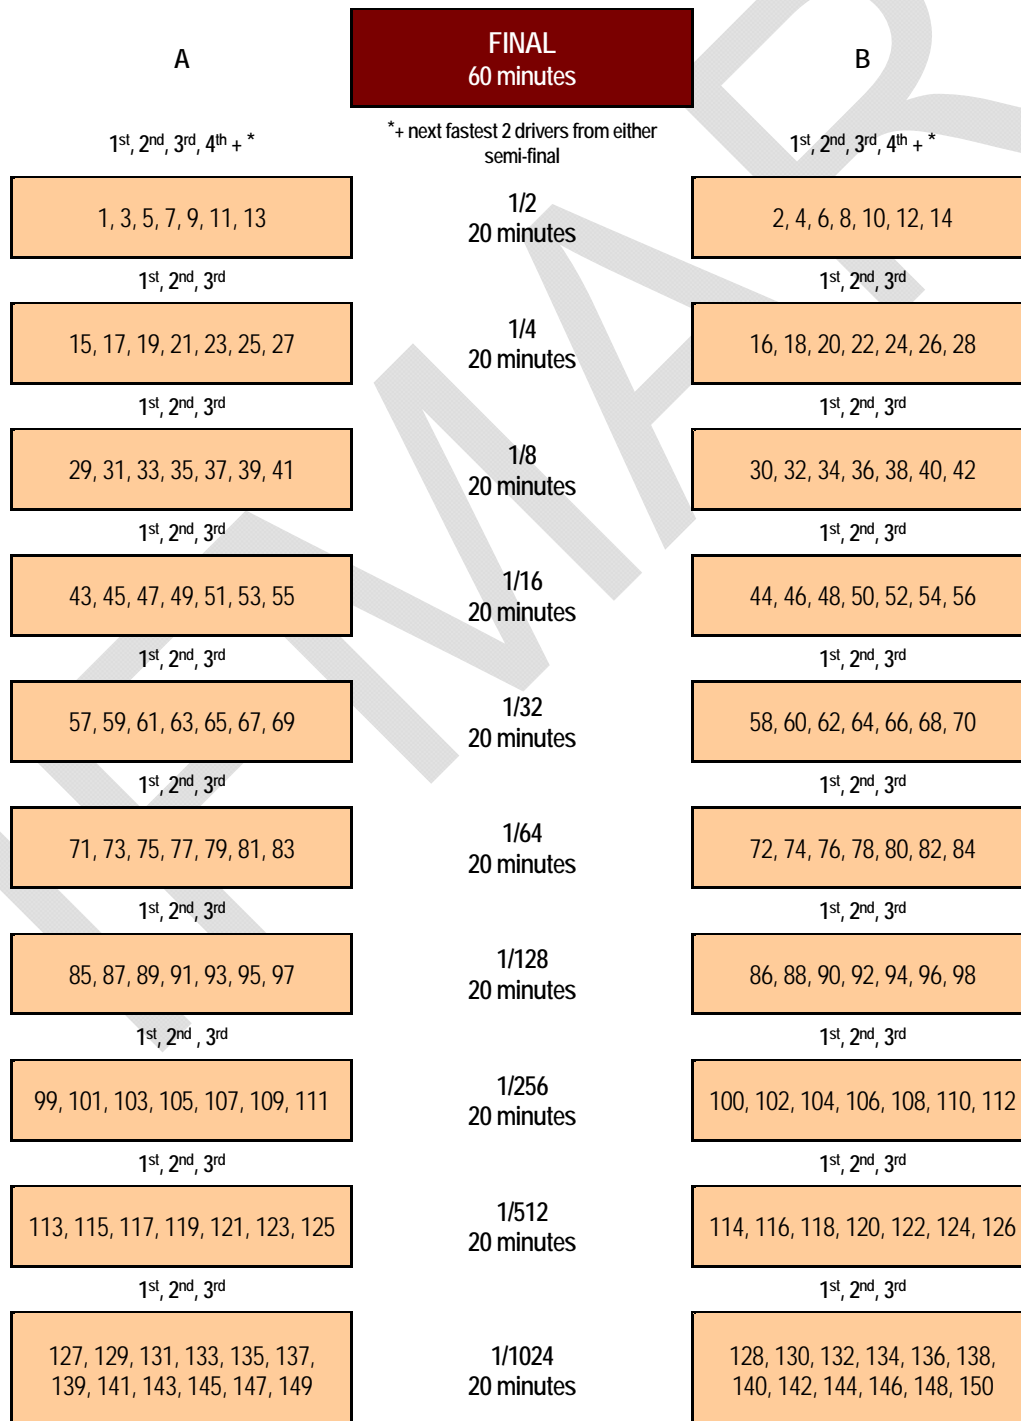 A
FINAL
60 minutes
B
1st, 2nd, 3rd, 4th + *
*+ next fastest 2 drivers from either
semi-final
1st, 2nd, 3rd, 4th + *
1, 3, 5, 7, 9, 11, 13
1/2
20 minutes
2, 4, 6, 8, 10, 12, 14
1st, 2nd, 3rd
1st, 2nd, 3rd
15, 17, 19, 21, 23, 25, 27
1/4
20 minutes
16, 18, 20, 22, 24, 26, 28
1st, 2nd, 3rd
1st, 2nd, 3rd
29, 31, 33, 35, 37, 39, 41
1/8
20 minutes
30, 32, 34, 36, 38, 40, 42
1st, 2nd, 3rd
1st, 2nd, 3rd
43, 45, 47, 49, 51, 53, 55
1/16
20 minutes
44, 46, 48, 50, 52, 54, 56
1st, 2nd, 3rd
1st, 2nd, 3rd
57, 59, 61, 63, 65, 67, 69
1/32
20 minutes
58, 60, 62, 64, 66, 68, 70
1st, 2nd, 3rd
1st, 2nd, 3rd
71, 73, 75, 77, 79, 81, 83
1/64
20 minutes
72, 74, 76, 78, 80, 82, 84
1st, 2nd, 3rd
1st, 2nd, 3rd
85, 87, 89, 91, 93, 95, 97
1/128
20 minutes
86, 88, 90, 92, 94, 96, 98
1st, 2nd , 3rd
1st, 2nd, 3rd
99, 101, 103, 105, 107, 109, 111
1/256
20 minutes
100, 102, 104, 106, 108, 110, 112
1st, 2nd, 3rd
1st, 2nd, 3rd
113, 115, 117, 119, 121, 123, 125
1/512
20 minutes
114, 116, 118, 120, 122, 124, 126
1st, 2nd, 3rd
1st, 2nd, 3rd
127, 129, 131, 133, 135, 137,
139, 141, 143, 145, 147, 149
1/1024
20 minutes
128, 130, 132, 134, 136, 138,
140, 142, 144, 146, 148, 150
IFMAR